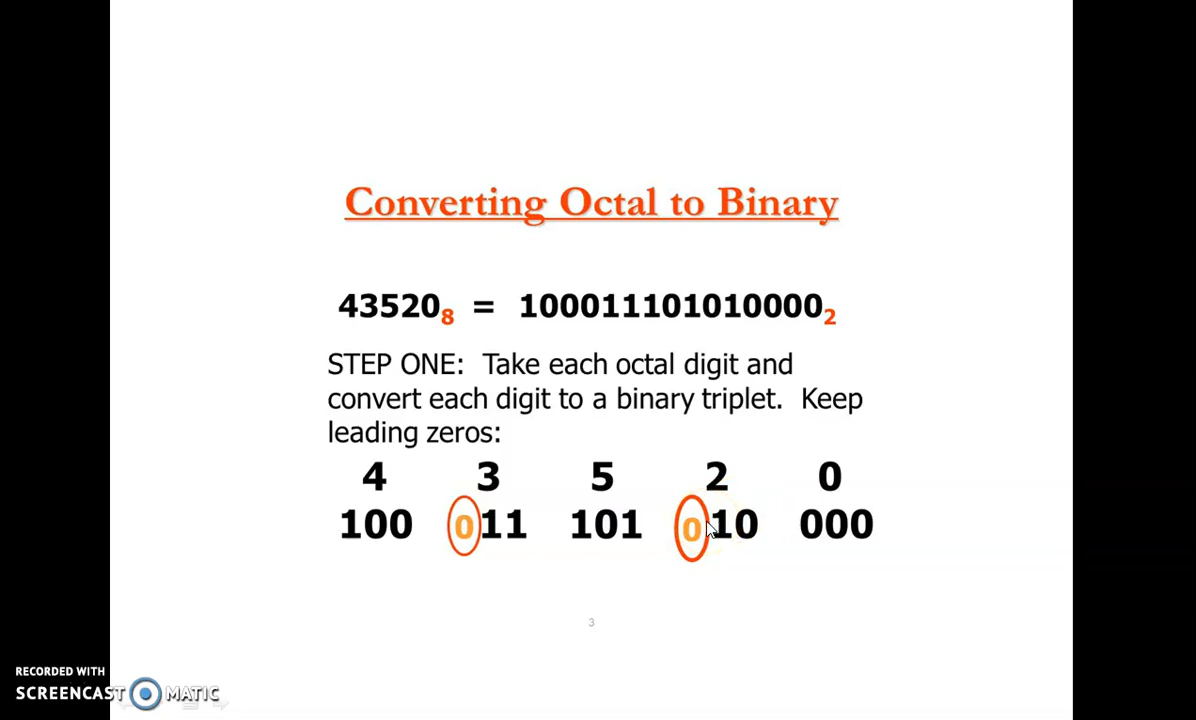 Converting Octal to Binary
43520₈ = 100011101010000₂
STEP ONE: Take each octal digit and
convert each digit to a binary triplet. Keep
leading zeros:
4 3 5 2 0
100 011 101 010 000
3
RECORDED WITH
SCREENCAST MATIC